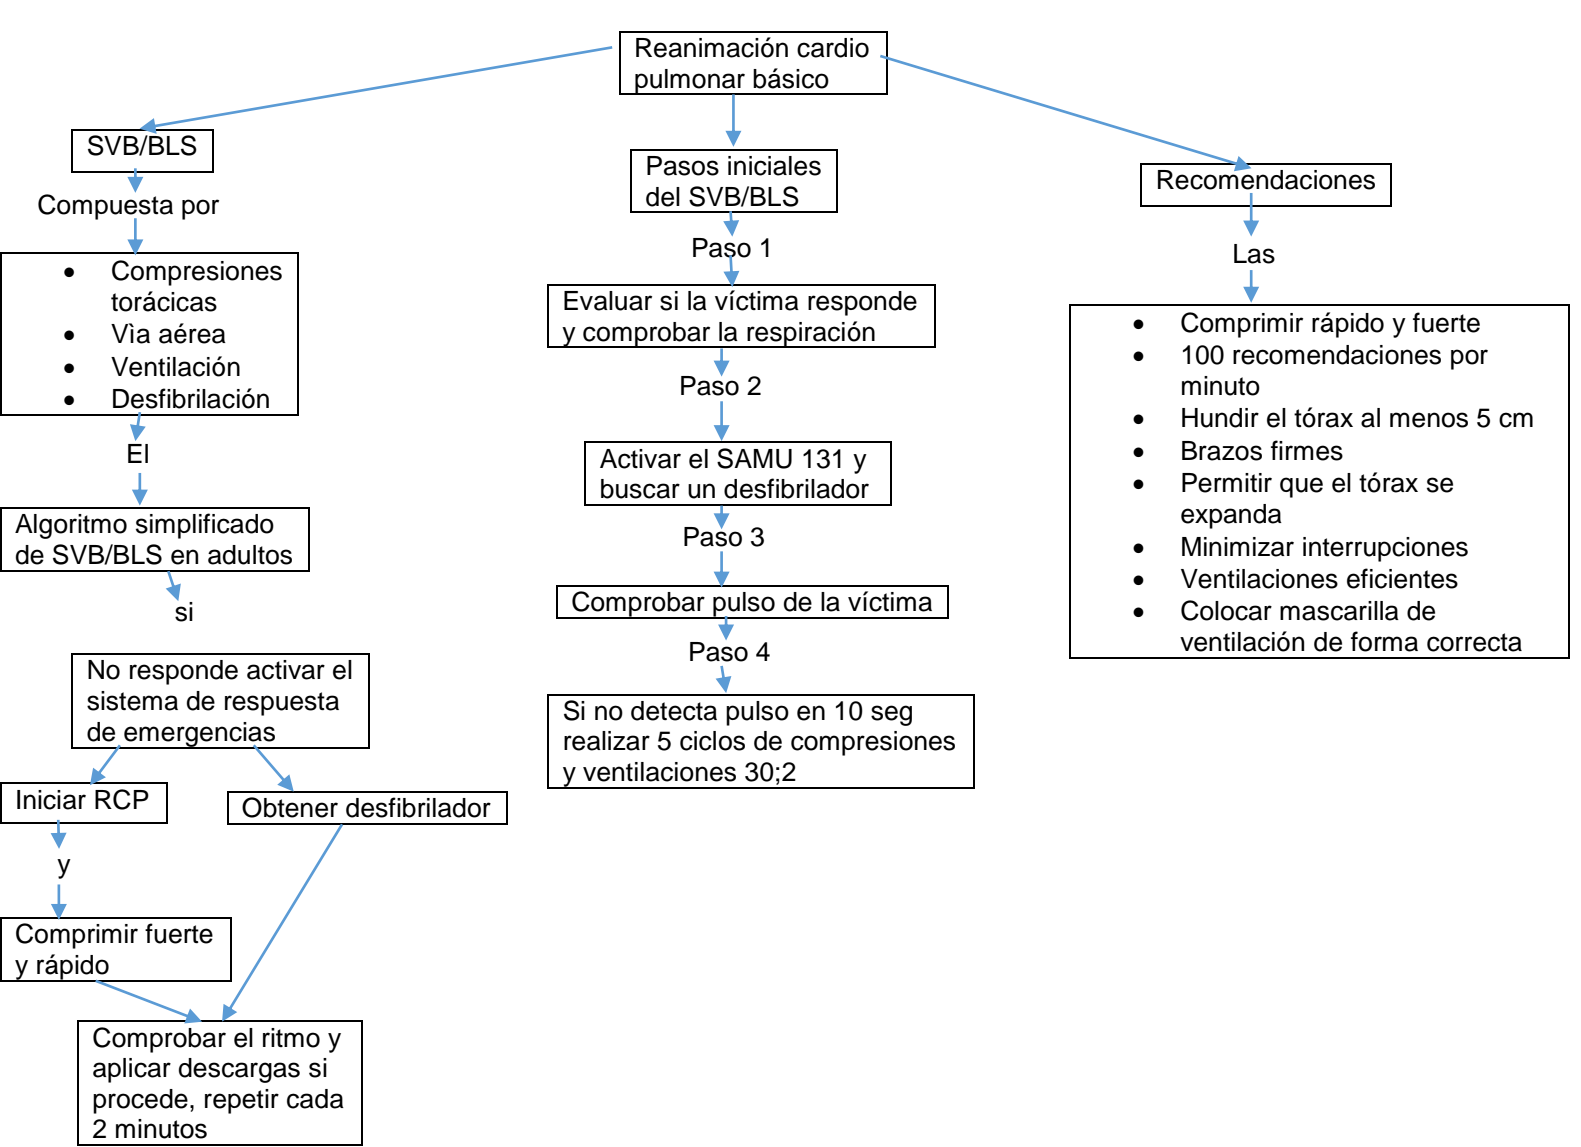 Reanimación cardio
pulmonar básico
SVB/BLS
Compuesta por
• Compresiones
torácicas
• Vìa aérea
• Ventilación
• Desfibrilación
El
Algoritmo simplificado
de SVB/BLS en adultos
si
No responde activar el
sistema de respuesta
de emergencias
Iniciar RCP
Obtener desfibrilador
y
Comprimir fuerte
y rápido
Comprobar el ritmo y
aplicar descargas si
procede, repetir cada
2 minutos
Pasos iniciales
del SVB/BLS
Paso 1
Evaluar si la víctima responde
y comprobar la respiración
Paso 2
Activar el SAMU 131 y
buscar un desfibrilador
Paso 3
Comprobar pulso de la víctima
Paso 4
Si no detecta pulso en 10 seg
realizar 5 ciclos de compresiones
y ventilaciones 30;2
Recomendaciones
Las
• Comprimir rápido y fuerte
• 100 recomendaciones por
minuto
• Hundir el tórax al menos 5 cm
• Brazos firmes
• Permitir que el tórax se
expanda
• Minimizar interrupciones
• Ventilaciones eficientes
• Colocar mascarilla de
ventilación de forma correcta